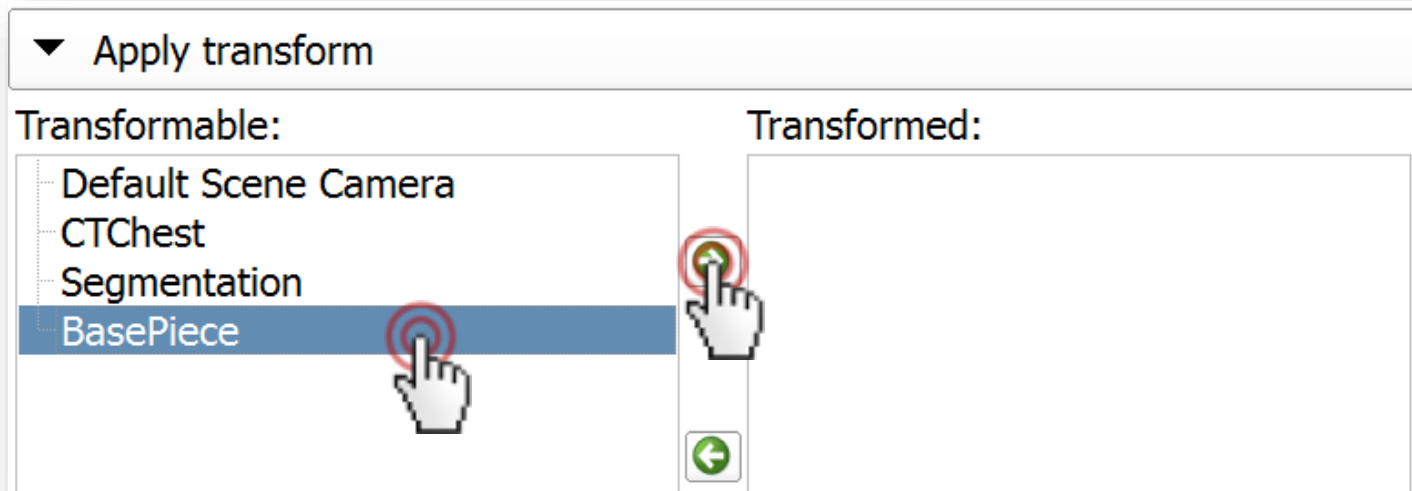 Apply transform
Transformable:
Transformed:
Default Scene Camera
CTChest
Segmentation
BasePiece